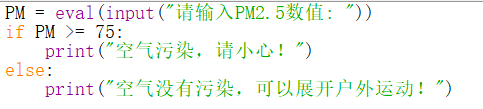 PM = eval(input("请输入PM2.5数值: "))
if PM >= 75:
    print("空气污染，请小心！")
else:
    print("空气没有污染，可以展开户外运动！")